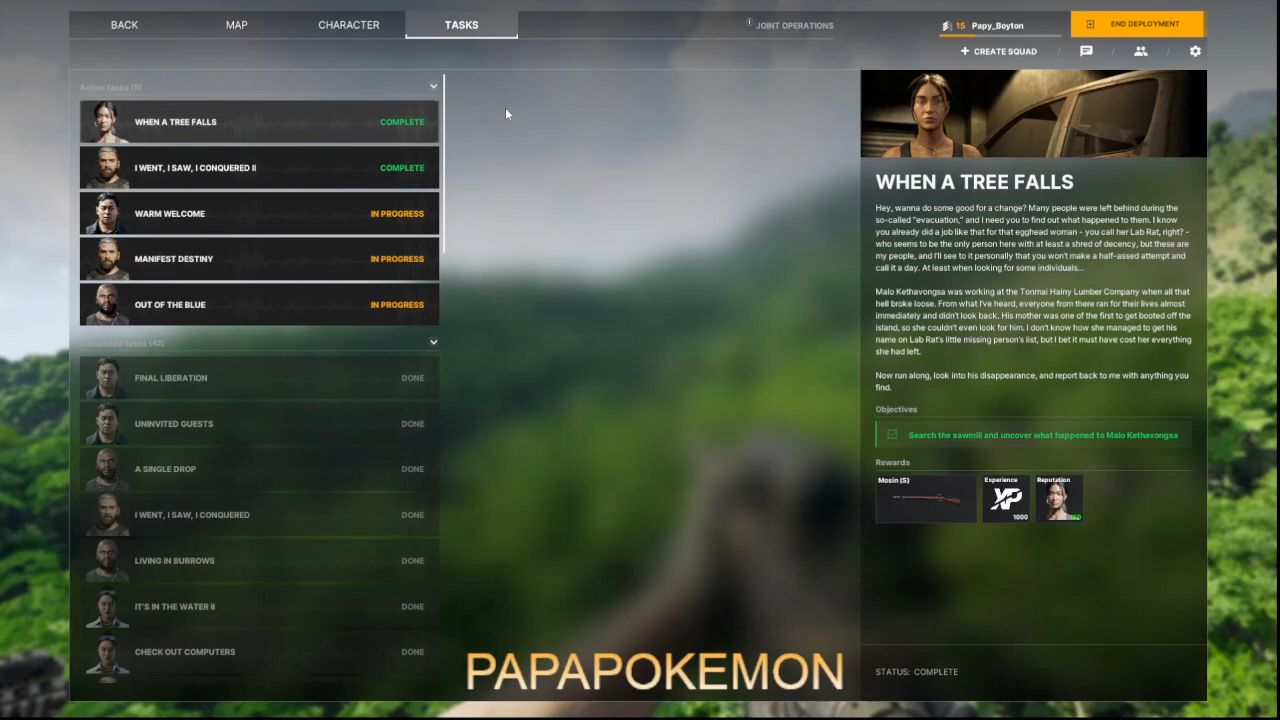 BACK
MAP
CHARACTER
TASKS
JOINT OPERATIONS
15 Papy_Boyton
END DEPLOYMENT
+ CREATE SQUAD
Active tasks (5)
WHEN A TREE FALLS COMPLETE
I WENT, I SAW, I CONQUERED II COMPLETE
WARM WELCOME IN PROGRESS
MANIFEST DESTINY IN PROGRESS
OUT OF THE BLUE IN PROGRESS
Completed tasks (42)
FINAL LIBERATION DONE
UNINVITED GUESTS DONE
A SINGLE DROP DONE
I WENT, I SAW, I CONQUERED DONE
LIVING IN BURROWS DONE
IT'S IN THE WATER II DONE
CHECK OUT COMPUTERS DONE
WHEN A TREE FALLS
Hey, wanna do some good for a change? Many people were left behind during the
so-called "evacuation," and I need you to find out what happened to them. I know
you already did a job like that for that egghead woman - you call her Lab Rat, right? -
who seems to be the only person here with at least a shred of decency, but these are
my people, and I'll see to it personally that you won't make a half-assed attempt and
call it a day. At least when looking for some individuals...
Malo Kethavongsa was working at the Tonmai Hainy Lumber Company when all that
hell broke loose. From what I've heard, everyone from there ran for their lives almost
immediately and didn't look back. His mother was one of the first to get booted off the
island, so she couldn't even look for him. I don't know how she managed to get his
name on Lab Rat's little missing person's list, but I bet it must have cost her everything
she had left.
Now run along, look into his disappearance, and report back to me with anything you
find.
Objectives
Search the sawmill and uncover what happened to Malo Kethavongsa
Rewards
Mosin (S)
Experience
XP
1000
Reputation
STATUS: COMPLETE
PAPAPOKEMON